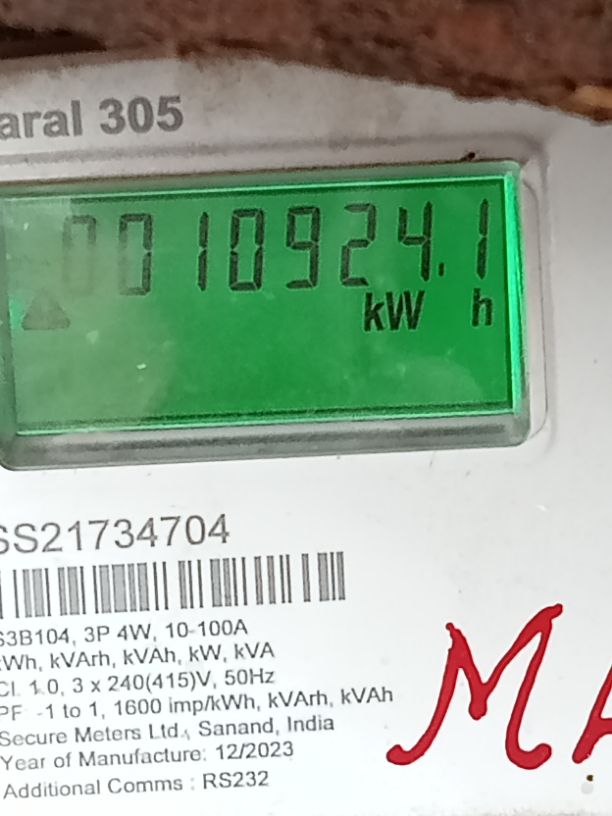 aral 305
0010924.1
kW h
SS21734704
S3B104, 3P 4W, 10-100A
kWh, kVArh, kVAh, kW, kVA
Cl. 1.0, 3 x 240(415)V, 50Hz
PF -1 to 1, 1600 imp/kWh, kVArh, kVAh
Secure Meters Ltd., Sanand, India
Year of Manufacture: 12/2023
Additional Comms : RS232
MA